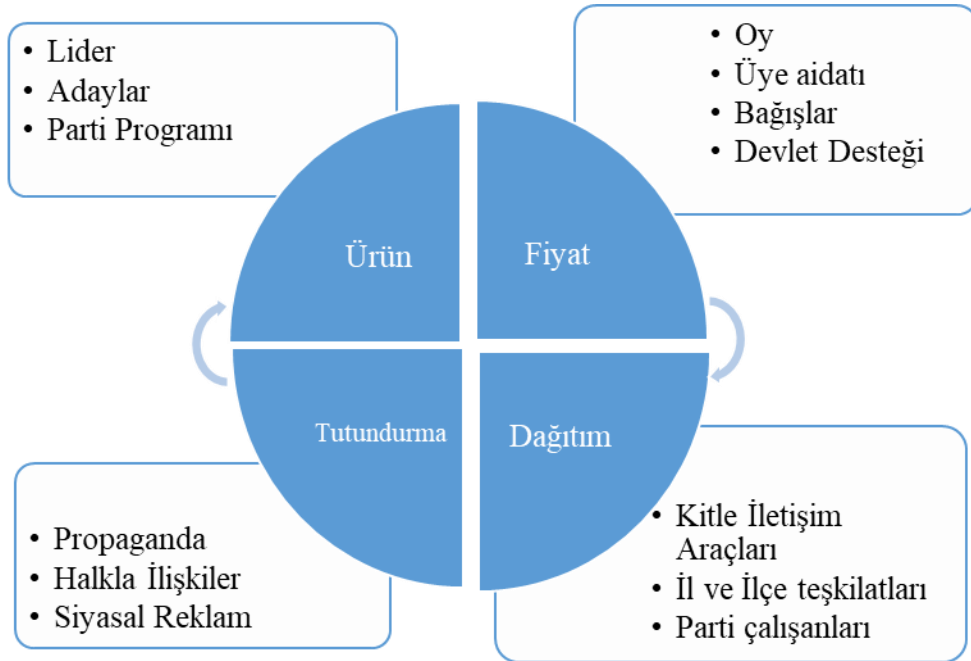 • Lider
• Adaylar
• Parti Programı
• Oy
• Üye aidatı
• Bağışlar
• Devlet Desteği
Ürün
Fiyat
Tutundurma
Dağıtım
• Propaganda
• Halkla İlişkiler
• Siyasal Reklam
• Kitle İletişim
Araçları
• İl ve İlçe teşkilatları
• Parti çalışanları